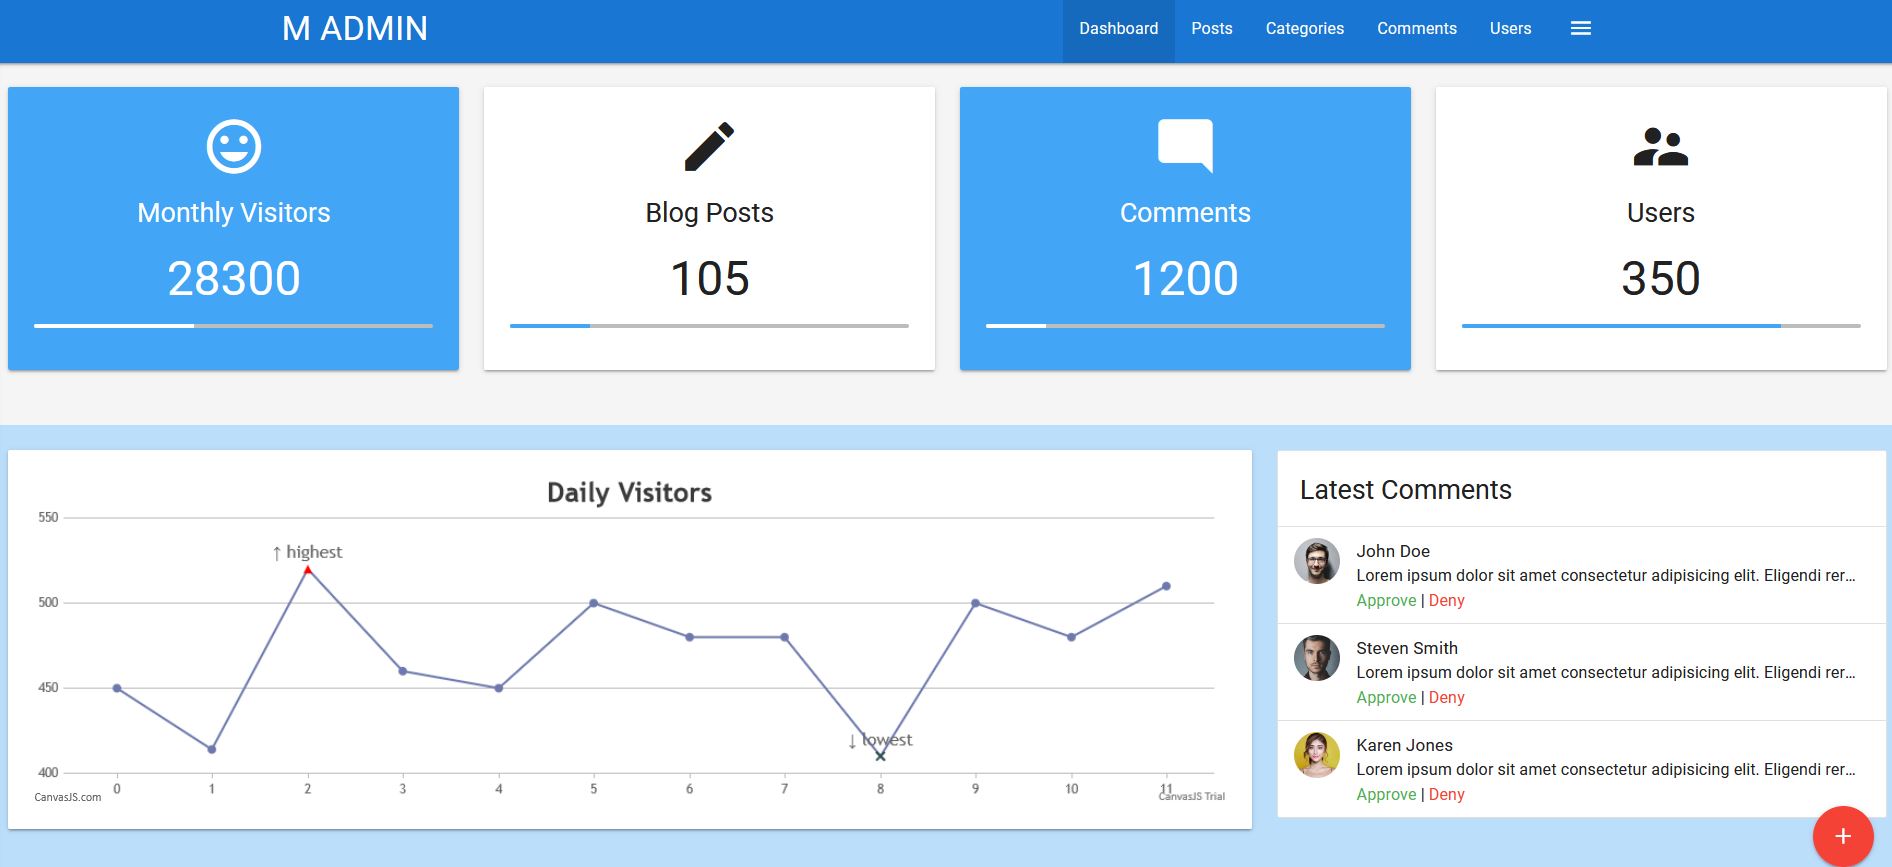 M ADMIN
Dashboard Posts Categories Comments Users
Monthly Visitors
28300
Blog Posts
105
Comments
1200
Users
350
Daily Visitors
550
500
450
400
↑ highest
↓ lowest
0 1 2 3 4 5 6 7 8 9 10 11
CanvasJS.com
CanvasJS Trial
Latest Comments
John Doe
Lorem ipsum dolor sit amet consectetur adipisicing elit. Eligendi rer...
Approve | Deny
Steven Smith
Lorem ipsum dolor sit amet consectetur adipisicing elit. Eligendi rer...
Approve | Deny
Karen Jones
Lorem ipsum dolor sit amet consectetur adipisicing elit. Eligendi rer...
Approve | Deny
+